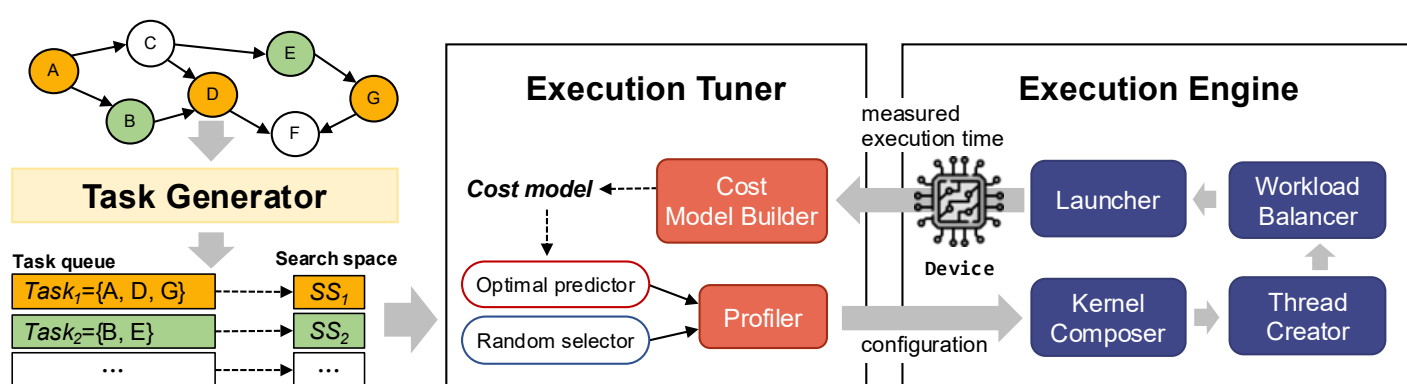 A
C
B
D
E
F
G
Task Generator
Task queue
Search space
Task1={A, D, G}
SS1
Task2={B, E}
SS2
...
...
Execution Tuner
Cost model
Cost
Model Builder
Optimal predictor
Random selector
Profiler
measured
execution time
Device
configuration
Execution Engine
Launcher
Workload
Balancer
Kernel
Composer
Thread
Creator